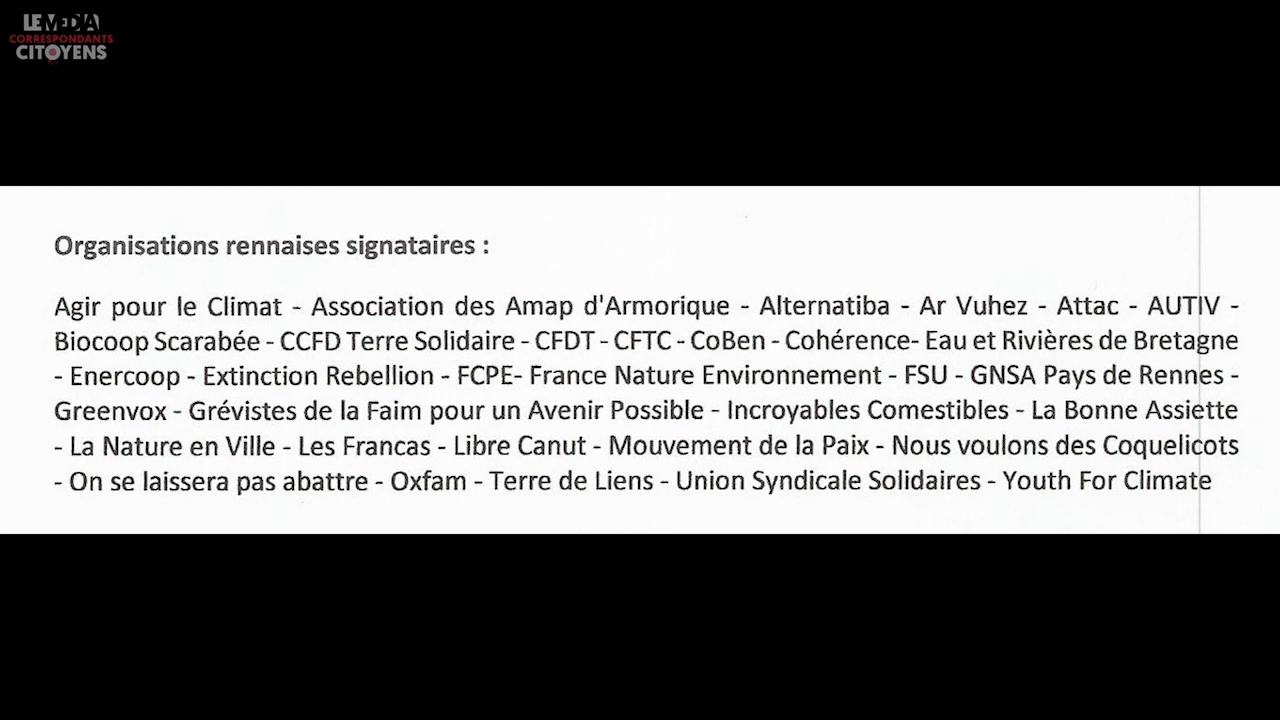 LE MEDIA
CORRESPONDANTS
CITOYENS
Organisations rennaises signataires :
Agir pour le Climat - Association des Amap d'Armorique - Alternatiba - Ar Vuhez - Attac - AUTIV -
Biocoop Scarabée - CCFD Terre Solidaire - CFDT - CFTC - CoBen - Cohérence- Eau et Rivières de Bretagne
- Enercoop - Extinction Rebellion - FCPE- France Nature Environnement - FSU - GNSA Pays de Rennes -
Greenvox - Grévistes de la Faim pour un Avenir Possible - Incroyables Comestibles - La Bonne Assiette
- La Nature en Ville - Les Francas - Libre Canut - Mouvement de la Paix - Nous voulons des Coquelicots
- On se laissera pas abattre - Oxfam - Terre de Liens - Union Syndicale Solidaires - Youth For Climate